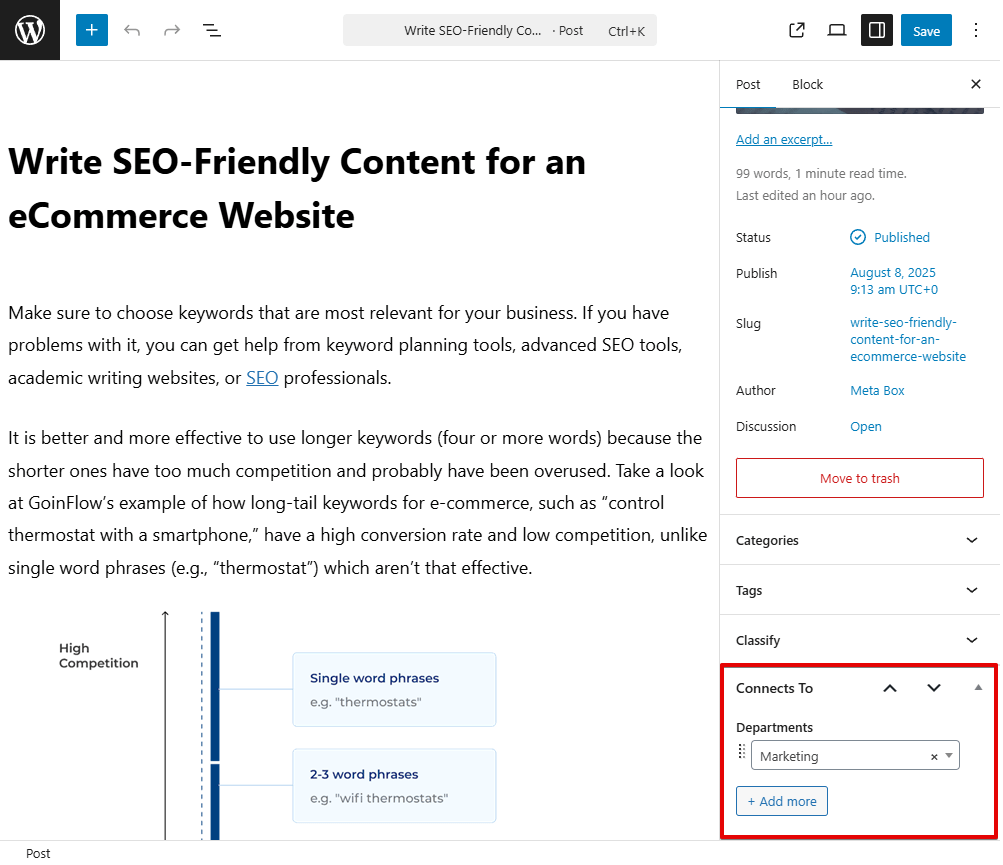 Write SEO-Friendly Co... · Post Ctrl+K
Save
Post Block
Add an excerpt...
99 words, 1 minute read time.
Last edited an hour ago.
Status Published
Publish August 8, 2025
9:13 am UTC+0
Slug write-seo-friendly-
content-for-an-
ecommerce-website
Author Meta Box
Discussion Open
Move to trash
Categories
Tags
Classify
Connects To
Departments
Marketing ×
+ Add more
Write SEO-Friendly Content for an
eCommerce Website
Make sure to choose keywords that are most relevant for your business. If you have
problems with it, you can get help from keyword planning tools, advanced SEO tools,
academic writing websites, or SEO professionals.
It is better and more effective to use longer keywords (four or more words) because the
shorter ones have too much competition and probably have been overused. Take a look
at GoinFlow’s example of how long-tail keywords for e-commerce, such as “control
thermostat with a smartphone,” have a high conversion rate and low competition, unlike
single word phrases (e.g., “thermostat”) which aren’t that effective.
High
Competition
Single word phrases
e.g. "thermostats"
2-3 word phrases
e.g. "wifi thermostats"
Post